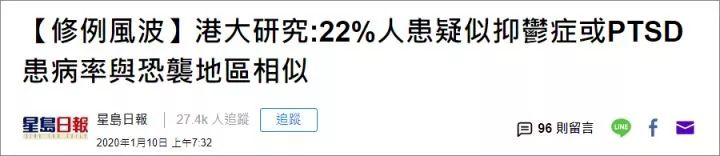 【修例風波】港大研究:22%人患疑似抑鬱症或PTSD
患病率與恐襲地區相似
星島日報 星島日報 27.4k 人追蹤 追蹤
2020年1月10日 上午7:32
96 則留言 LINE